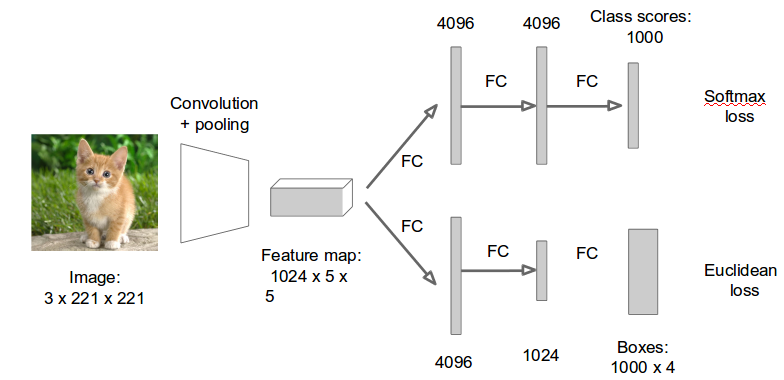 4096
4096
Class scores:
1000
FC
FC
Softmax
loss
Convolution
+ pooling
FC
FC
Image:
3 x 221 x 221
Feature map:
1024 x 5 x
5
FC
FC
Euclidean
loss
4096
1024
Boxes:
1000 x 4